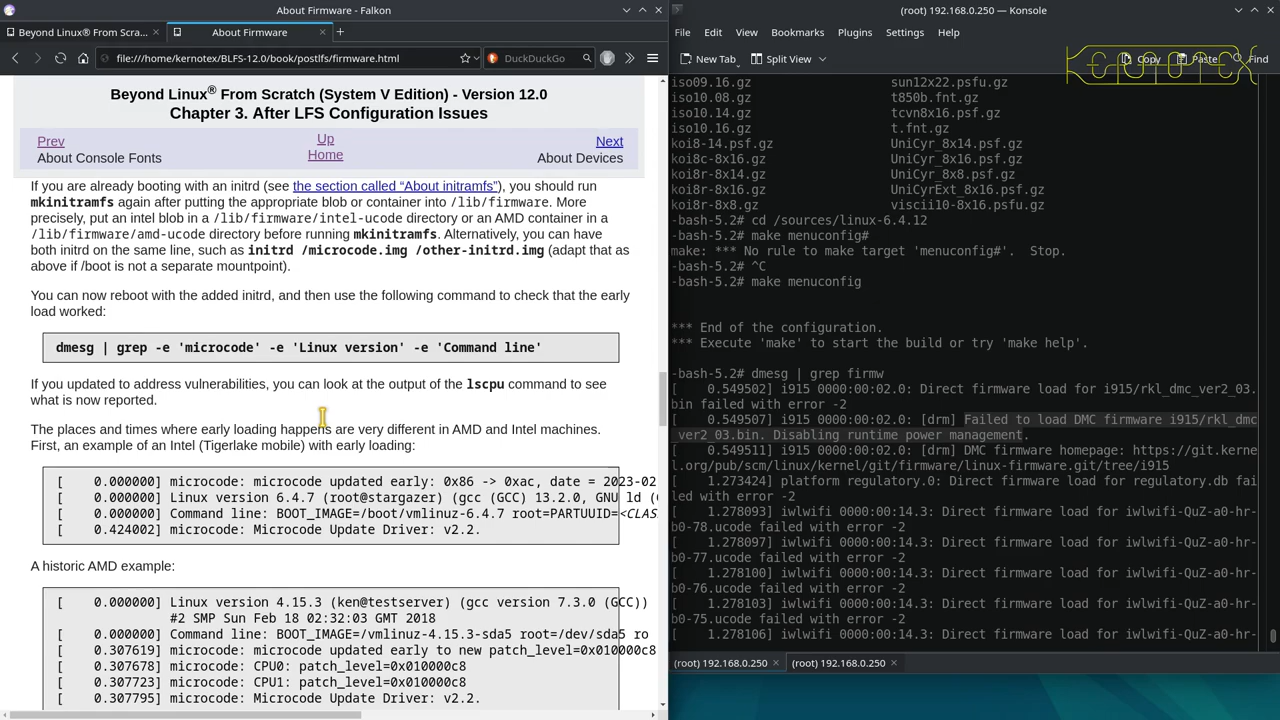 About Firmware - Falkon
Beyond Linux® From Scra...
About Firmware
file:///home/kernotex/BLFS-12.0/book/postlfs/firmware.html
DuckDuckGo
Beyond Linux® From Scratch (System V Edition) - Version 12.0
Chapter 3. After LFS Configuration Issues
Prev
Up
Next
About Console Fonts
Home
About Devices
If you are already booting with an initrd (see the section called “About initramfs”), you should run
mkinitramfs again after putting the appropriate blob or container into /lib/firmware. More
precisely, put an intel blob in a /lib/firmware/intel-ucode directory or an AMD container in a
/lib/firmware/amd-ucode directory before running mkinitramfs. Alternatively, you can have
both initrd on the same line, such as initrd /microcode.img /other-initrd.img (adapt that as
above if /boot is not a separate mountpoint).
You can now reboot with the added initrd, and then use the following command to check that the early
load worked:
dmesg | grep -e 'microcode' -e 'Linux version' -e 'Command line'
If you updated to address vulnerabilities, you can look at the output of the lscpu command to see
what is now reported.
The places and times where early loading happens are very different in AMD and Intel machines.
First, an example of an Intel (Tigerlake mobile) with early loading:
[    0.000000] microcode: microcode updated early: 0x86 -> 0xac, date = 2023-02
[    0.000000] Linux version 6.4.7 (root@stargazer) (gcc (GCC) 13.2.0, GNU ld (
[    0.000000] Command line: BOOT_IMAGE=/boot/vmlinuz-6.4.7 root=PARTUUID=<CLAS
[    0.424002] microcode: Microcode Update Driver: v2.2.
A historic AMD example:
[    0.000000] Linux version 4.15.3 (ken@testserver) (gcc version 7.3.0 (GCC))
#2 SMP Sun Feb 18 02:32:03 GMT 2018
[    0.000000] Command line: BOOT_IMAGE=/vmlinuz-4.15.3-sda5 root=/dev/sda5 ro
[    0.307619] microcode: microcode updated early to new patch_level=0x010000c8
[    0.307678] microcode: CPU0: patch_level=0x010000c8
[    0.307723] microcode: CPU1: patch_level=0x010000c8
[    0.307795] microcode: Microcode Update Driver: v2.2.
(root) 192.168.0.250 — Konsole
File Edit View Bookmarks Plugins Settings Help
New Tab Split View Copy Paste Find
KernoteX
iso09.16.gz sun12x22.psfu.gz
iso10.08.gz t850b.fnt.gz
iso10.14.gz tcvn8x16.psf.gz
iso10.16.gz t.fnt.gz
koi8-14.psf.gz UniCyr_8x14.psf.gz
koi8c-8x16.gz UniCyr_8x16.psf.gz
koi8r-8x14.gz UniCyr_8x8.psf.gz
koi8r-8x16.gz UniCyrExt_8x16.psf.gz
koi8r-8x8.gz viscii10-8x16.psfu.gz
-bash-5.2# cd /sources/linux-6.4.12
-bash-5.2# make menuconfig#
make: *** No rule to make target 'menuconfig#'.  Stop.
-bash-5.2# ^C
-bash-5.2# make menuconfig
*** End of the configuration.
*** Execute 'make' to start the build or try 'make help'.
-bash-5.2# dmesg | grep firmw
[    0.549502] i915 0000:00:02.0: Direct firmware load for i915/rkl_dmc_ver2_03.
bin failed with error -2
[    0.549507] i915 0000:00:02.0: [drm] Failed to load DMC firmware i915/rkl_dmc
_ver2_03.bin. Disabling runtime power management.
[    0.549511] i915 0000:00:02.0: [drm] DMC firmware homepage: https://git.kerne
l.org/pub/scm/linux/kernel/git/firmware/linux-firmware.git/tree/i915
[    1.273424] platform regulatory.0: Direct firmware load for regulatory.db fai
led with error -2
[    1.278093] iwlwifi 0000:00:14.3: Direct firmware load for iwlwifi-QuZ-a0-hr-
b0-78.ucode failed with error -2
[    1.278097] iwlwifi 0000:00:14.3: Direct firmware load for iwlwifi-QuZ-a0-hr-
b0-77.ucode failed with error -2
[    1.278100] iwlwifi 0000:00:14.3: Direct firmware load for iwlwifi-QuZ-a0-hr-
b0-76.ucode failed with error -2
[    1.278103] iwlwifi 0000:00:14.3: Direct firmware load for iwlwifi-QuZ-a0-hr-
b0-75.ucode failed with error -2
[    1.278106] iwlwifi 0000:00:14.3: Direct firmware load for iwlwifi-QuZ-a0-hr-
(root) 192.168.0.250
(root) 192.168.0.250